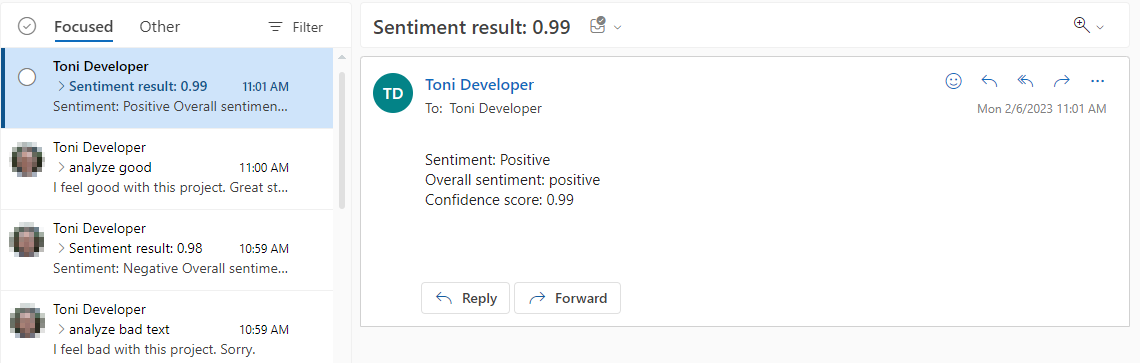 Focused Other Filter
Toni Developer
Sentiment result: 0.99 11:01 AM
Sentiment: Positive Overall sentimen...
Toni Developer
analyze good 11:00 AM
I feel good with this project. Great st...
Toni Developer
Sentiment result: 0.98 10:59 AM
Sentiment: Negative Overall sentime...
Toni Developer
analyze bad text 10:59 AM
I feel bad with this project. Sorry.
Sentiment result: 0.99
TD Toni Developer
To: Toni Developer
Mon 2/6/2023 11:01 AM
Sentiment: Positive
Overall sentiment: positive
Confidence score: 0.99
Reply Forward